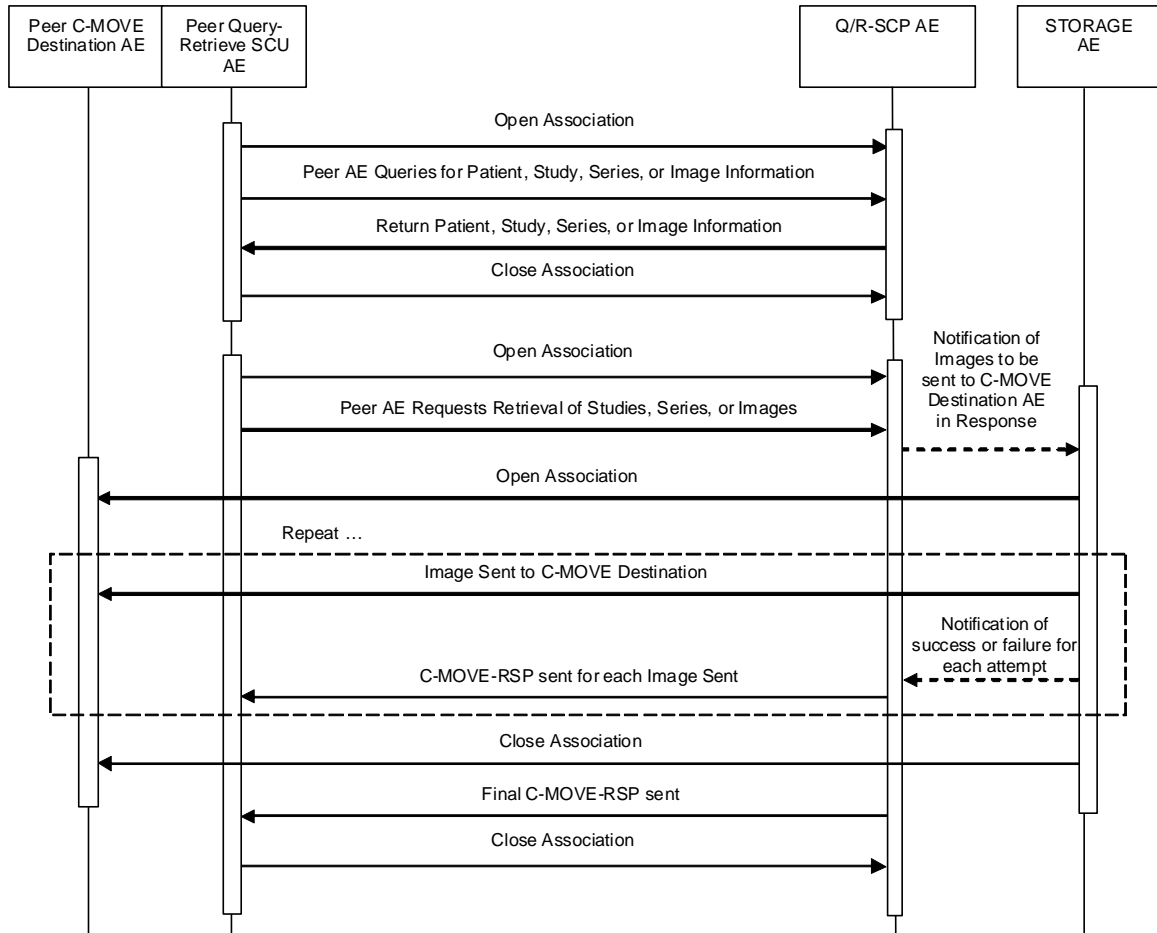 Peer C-MOVE
Destination AE
Peer Query-
Retrieve SCU
AE
Q/R-SCP AE
STORAGE
AE
Open Association
Peer AE Queries for Patient, Study, Series, or Image Information
Return Patient, Study, Series, or Image Information
Close Association
Open Association
Notification of
Images to be
sent to C-MOVE
Destination AE
in Response
Peer AE Requests Retrieval of Studies, Series, or Images
Open Association
Repeat …
Image Sent to C-MOVE Destination
Notification of
success or failure for
each attempt
C-MOVE-RSP sent for each Image Sent
Close Association
Final C-MOVE-RSP sent
Close Association